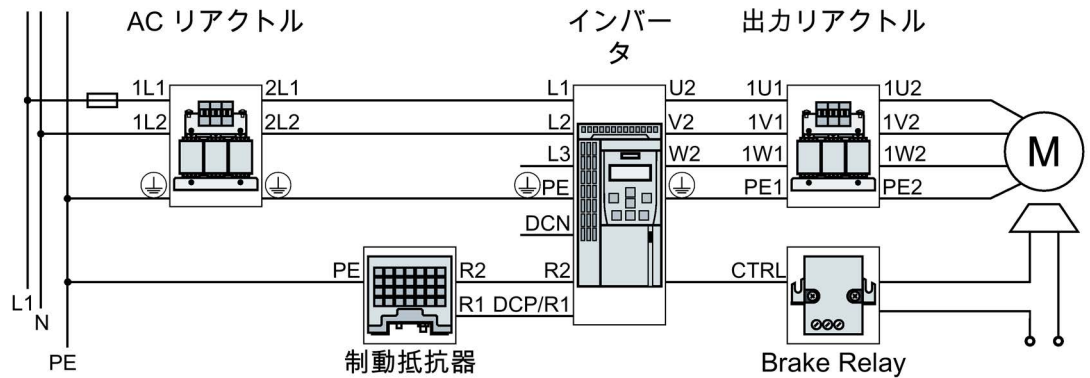 AC リアクトル
インバー
タ
出力リアクトル
1L1
2L1
L1
U2
1U1
1U2
1L2
2L2
L2
V2
1V1
1V2
L3
W2
1W1
1W2
M
PE
PE1
PE2
DCN
PE
R2
R2
CTRL
R1
DCP/R1
L1
N
PE
制動抵抗器
Brake Relay